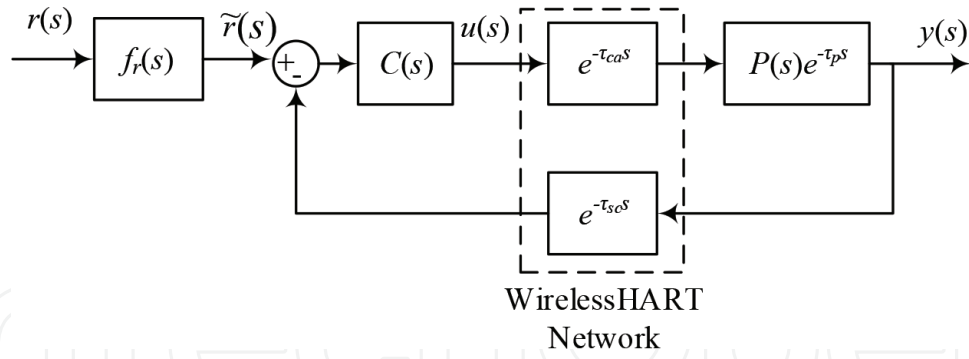 r(s)
f_r(s)
r̃(s)
+
-
C(s)
u(s)
e^{-τ_{ca}s}
P(s)e^{-τ_p s}
y(s)
e^{-τ_{sc}s}
WirelessHART
Network